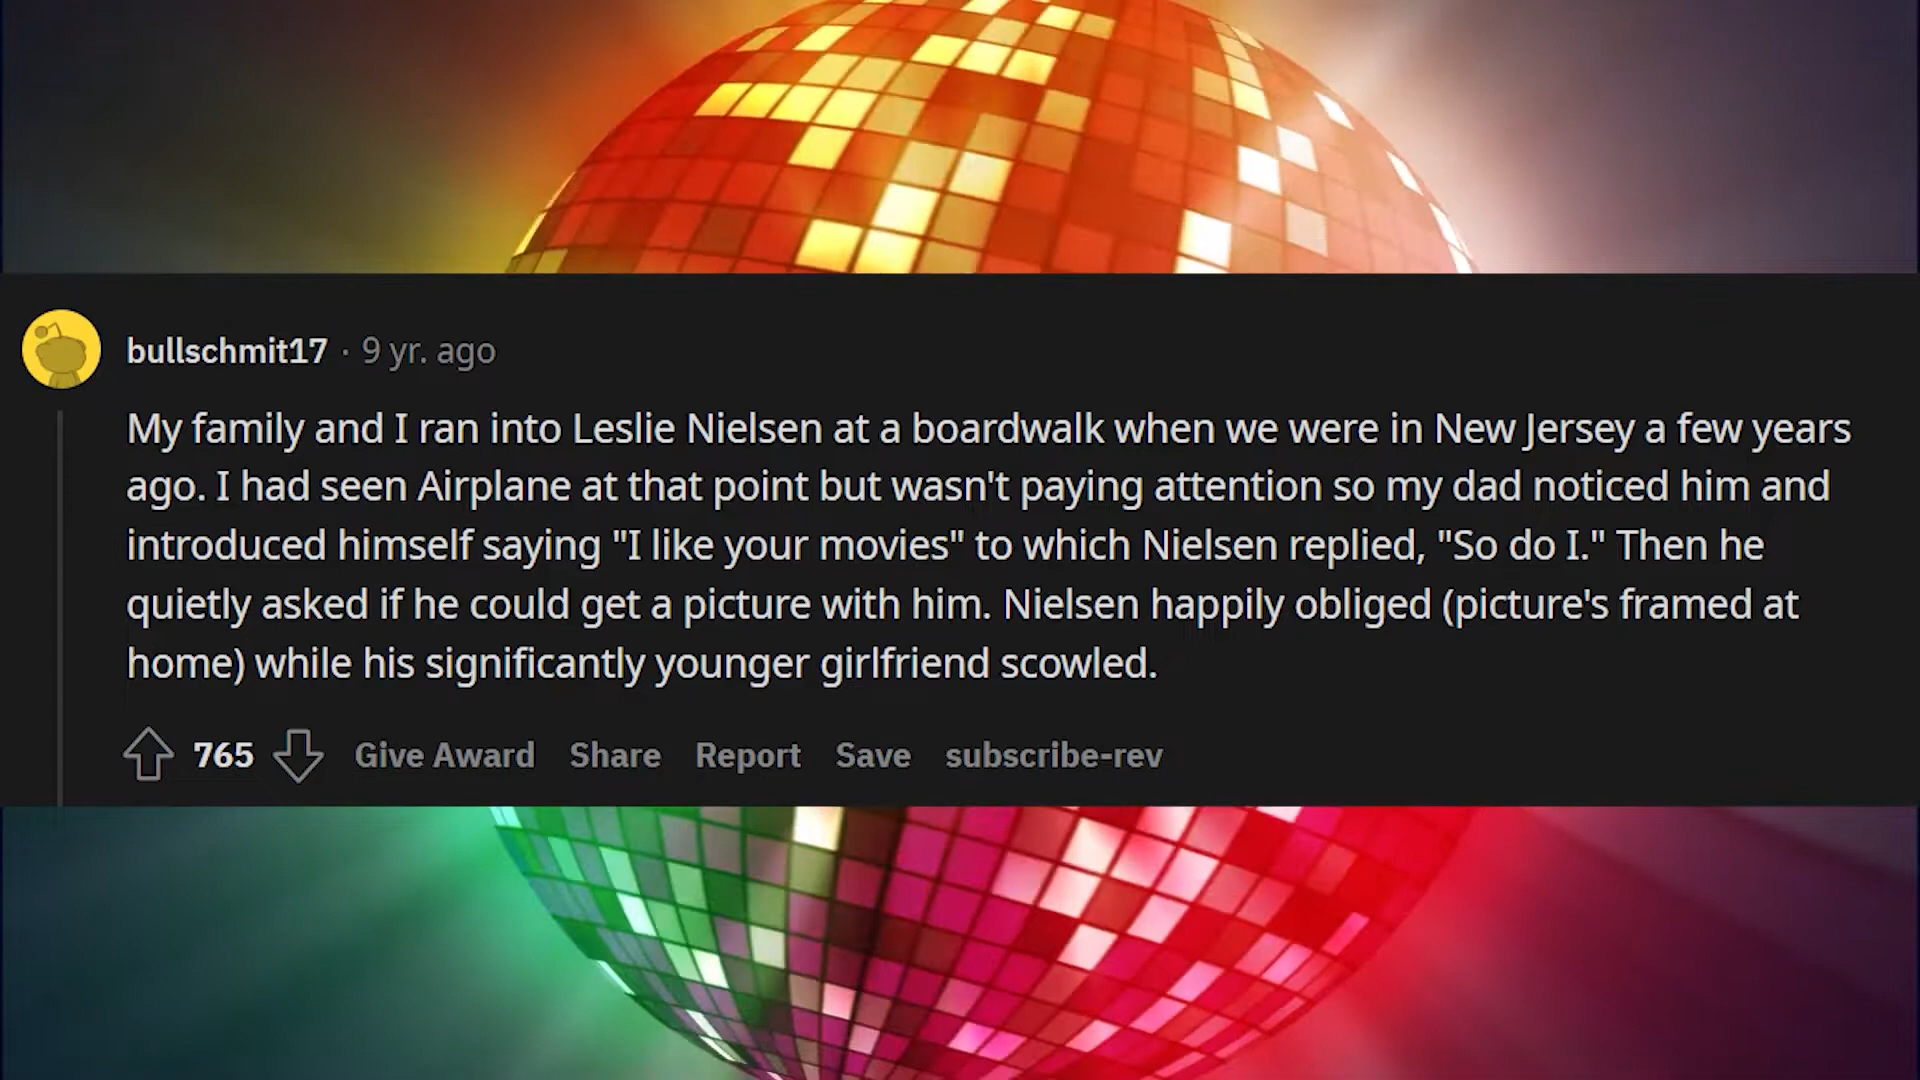 bullschmit17 · 9 yr. ago
My family and I ran into Leslie Nielsen at a boardwalk when we were in New Jersey a few years
ago. I had seen Airplane at that point but wasn't paying attention so my dad noticed him and
introduced himself saying "I like your movies" to which Nielsen replied, "So do I." Then he
quietly asked if he could get a picture with him. Nielsen happily obliged (picture's framed at
home) while his significantly younger girlfriend scowled.
765 Give Award Share Report Save subscribe-rev